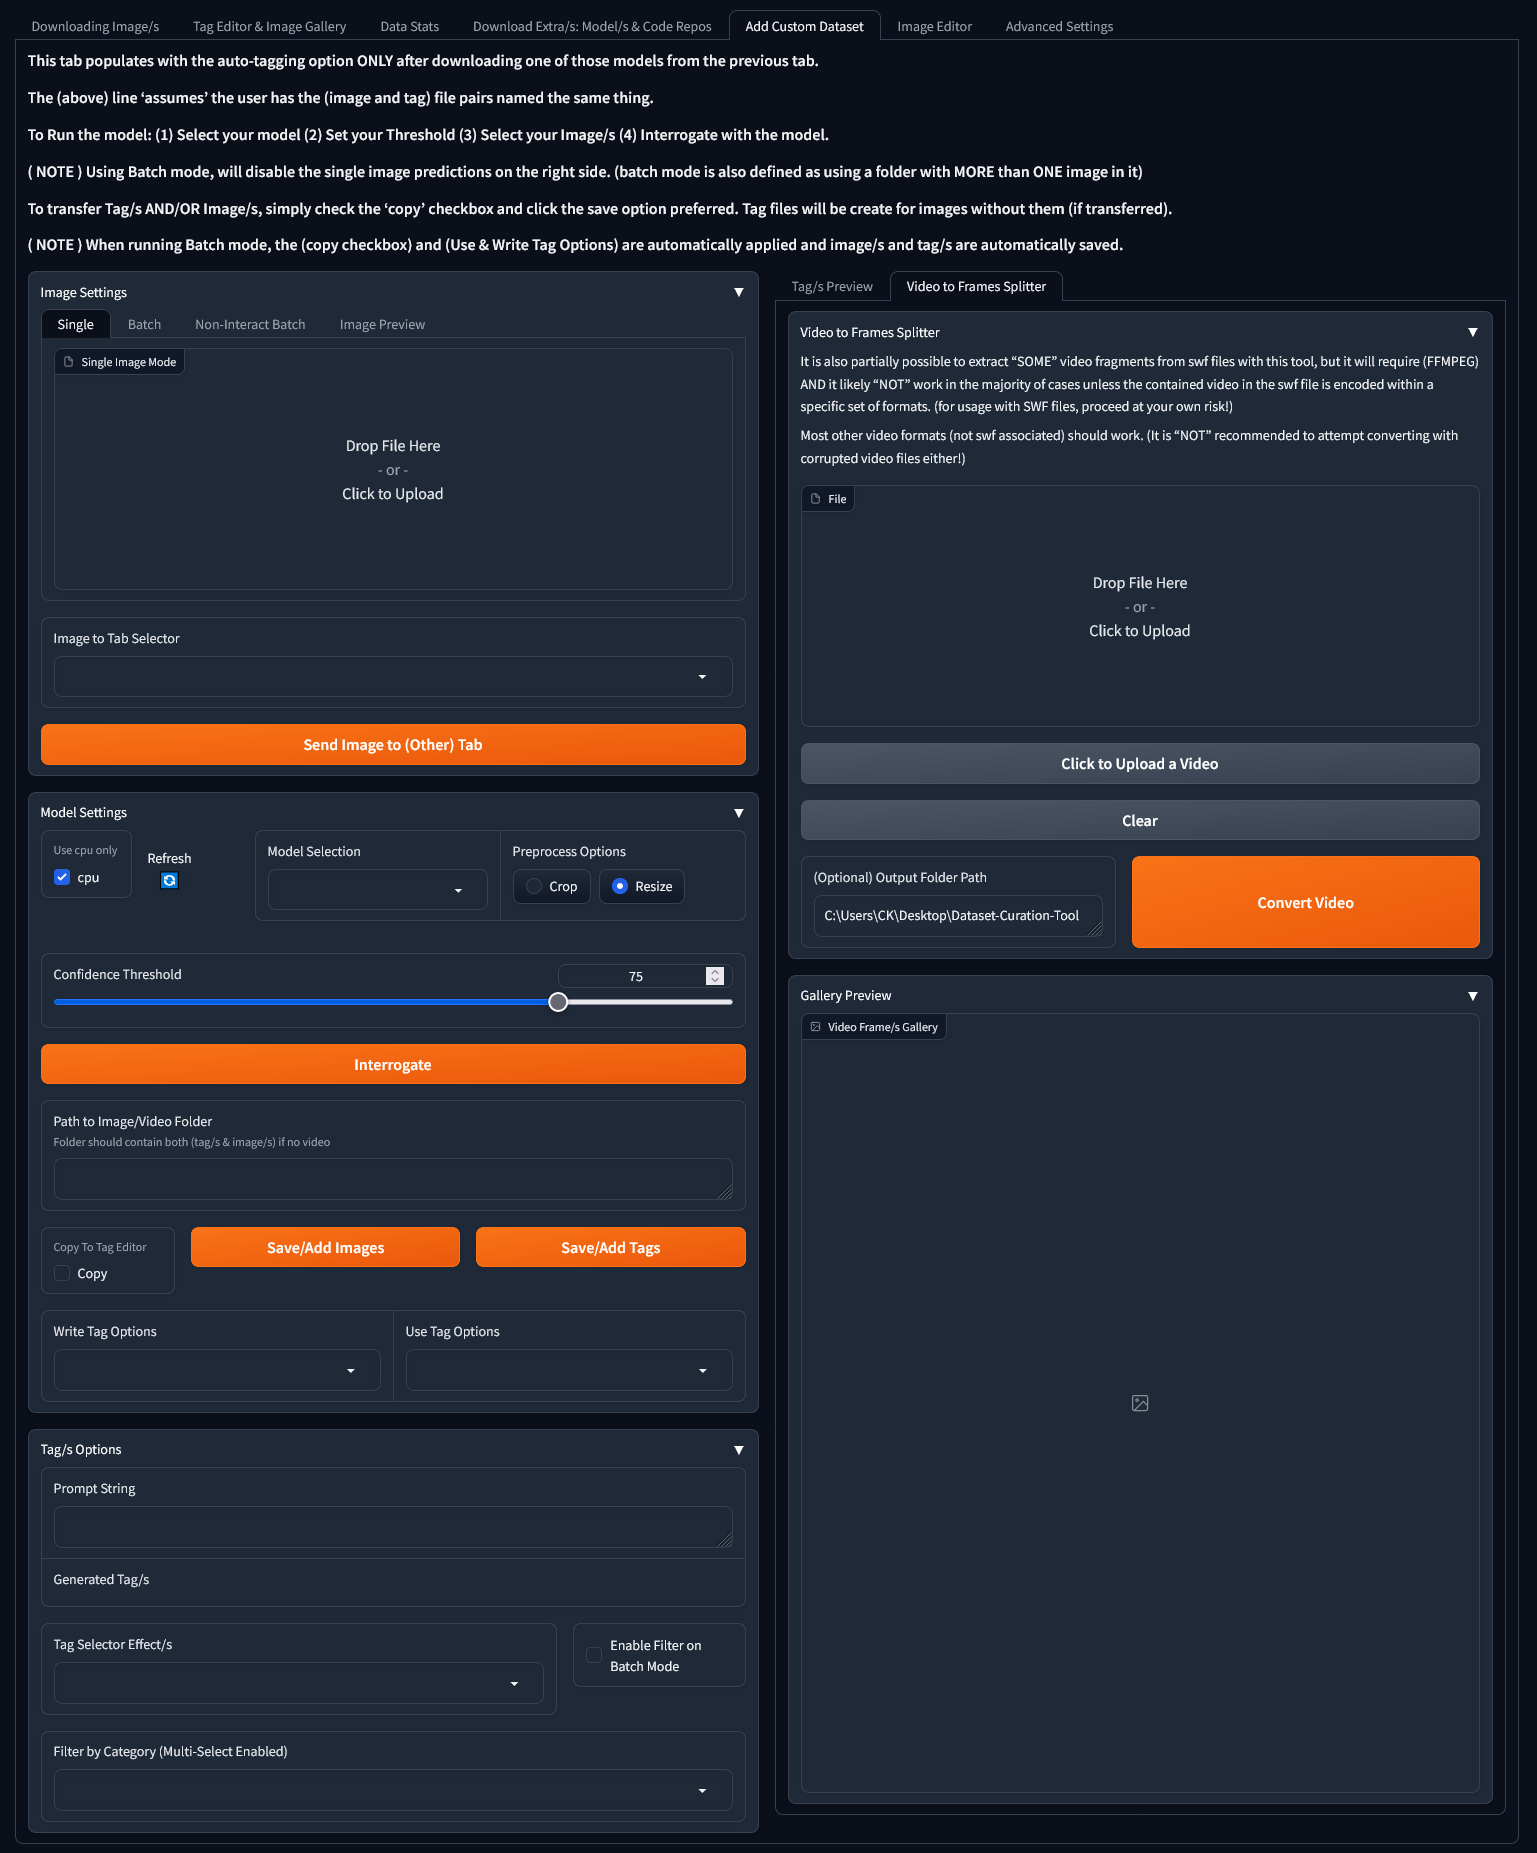 Downloading Image/s
Tag Editor & Image Gallery
Data Stats
Download Extra/s: Model/s & Code Repos
Add Custom Dataset
Image Editor
Advanced Settings
This tab populates with the auto-tagging option ONLY after downloading one of those models from the previous tab.
The (above) line ‘assumes’ the user has the (image and tag) file pairs named the same thing.
To Run the model: (1) Select your model (2) Set your Threshold (3) Select your Image/s (4) Interrogate with the model.
( NOTE ) Using Batch mode, will disable the single image predictions on the right side. (batch mode is also defined as using a folder with MORE than ONE image in it)
To transfer Tag/s AND/OR Image/s, simply check the ‘copy’ checkbox and click the save option preferred. Tag files will be create for images without them (if transferred).
( NOTE ) When running Batch mode, the (copy checkbox) and (Use & Write Tag Options) are automatically applied and image/s and tag/s are automatically saved.
Image Settings
Single
Batch
Non-Interact Batch
Image Preview
Single Image Mode
Drop File Here
- or -
Click to Upload
Image to Tab Selector
Send Image to (Other) Tab
Model Settings
Use cpu only
cpu
Refresh
Model Selection
Preprocess Options
Crop
Resize
Confidence Threshold
75
Interrogate
Path to Image/Video Folder
Folder should contain both (tag/s & image/s) if no video
Copy To Tag Editor
Copy
Save/Add Images
Save/Add Tags
Write Tag Options
Use Tag Options
Tag/s Options
Prompt String
Generated Tag/s
Tag Selector Effect/s
Enable Filter on
Batch Mode
Filter by Category (Multi-Select Enabled)
Tag/s Preview
Video to Frames Splitter
Video to Frames Splitter
It is also partially possible to extract “SOME” video fragments from swf files with this tool, but it will require (FFMPEG)
AND it likely “NOT” work in the majority of cases unless the contained video in the swf file is encoded within a
specific set of formats. (for usage with SWF files, proceed at your own risk!)
Most other video formats (not swf associated) should work. (It is “NOT” recommended to attempt converting with
corrupted video files either!)
File
Drop File Here
- or -
Click to Upload
Click to Upload a Video
Clear
(Optional) Output Folder Path
C:\Users\CK\Desktop\Dataset-Curation-Tool
Convert Video
Gallery Preview
Video Frame/s Gallery